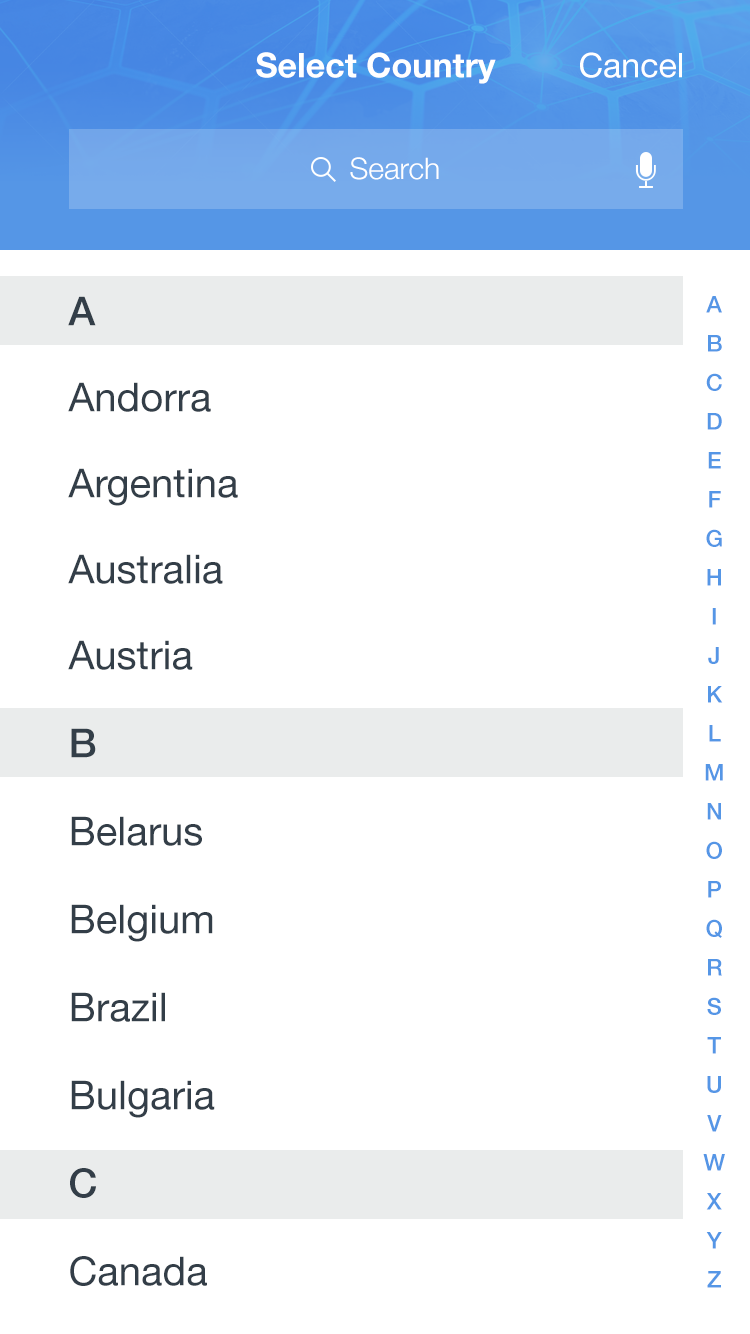 Select Country
Cancel
Search
A
Andorra
Argentina
Australia
Austria
B
Belarus
Belgium
Brazil
Bulgaria
C
Canada
A
B
C
D
E
F
G
H
I
J
K
L
M
N
O
P
Q
R
S
T
U
V
W
X
Y
Z